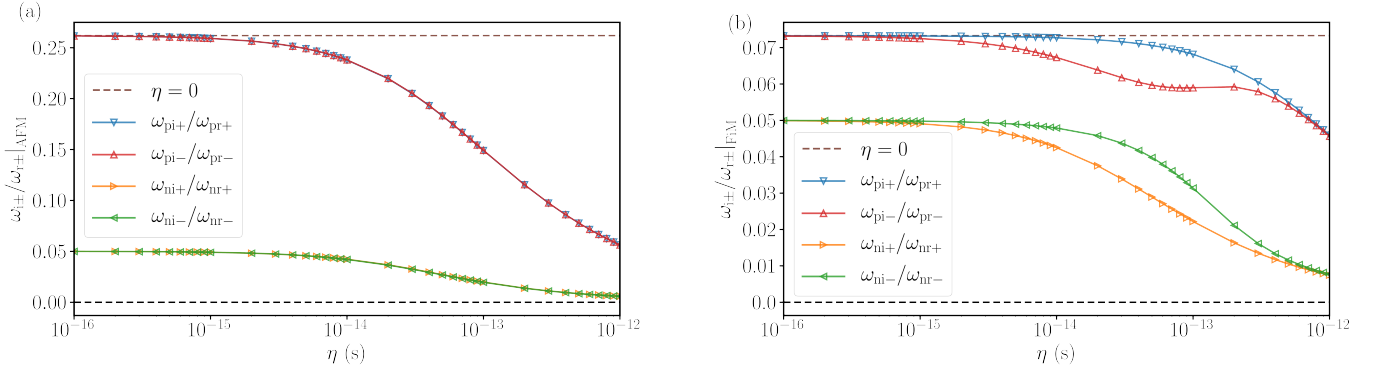 (a)
ω_{i±}/ω_{r±}|_{AFM}
0.25
0.20
0.15
0.10
0.05
0.00
η = 0
ω_{pi+}/ω_{pr+}
ω_{pi−}/ω_{pr−}
ω_{ni+}/ω_{nr+}
ω_{ni−}/ω_{nr−}
10^{−16} 10^{−15} 10^{−14} 10^{−13} 10^{−12}
η (s)
(b)
ω_{i±}/ω_{r±}|_{FiM}
0.07
0.06
0.05
0.04
0.03
0.02
0.01
0.0
η = 0
ω_{pi+}/ω_{pr+}
ω_{pi−}/ω_{pr−}
ω_{ni+}/ω_{nr+}
ω_{ni−}/ω_{nr−}
10^{−16} 10^{−15} 10^{−11} 10^{−13} 10^{−12}
η (s)